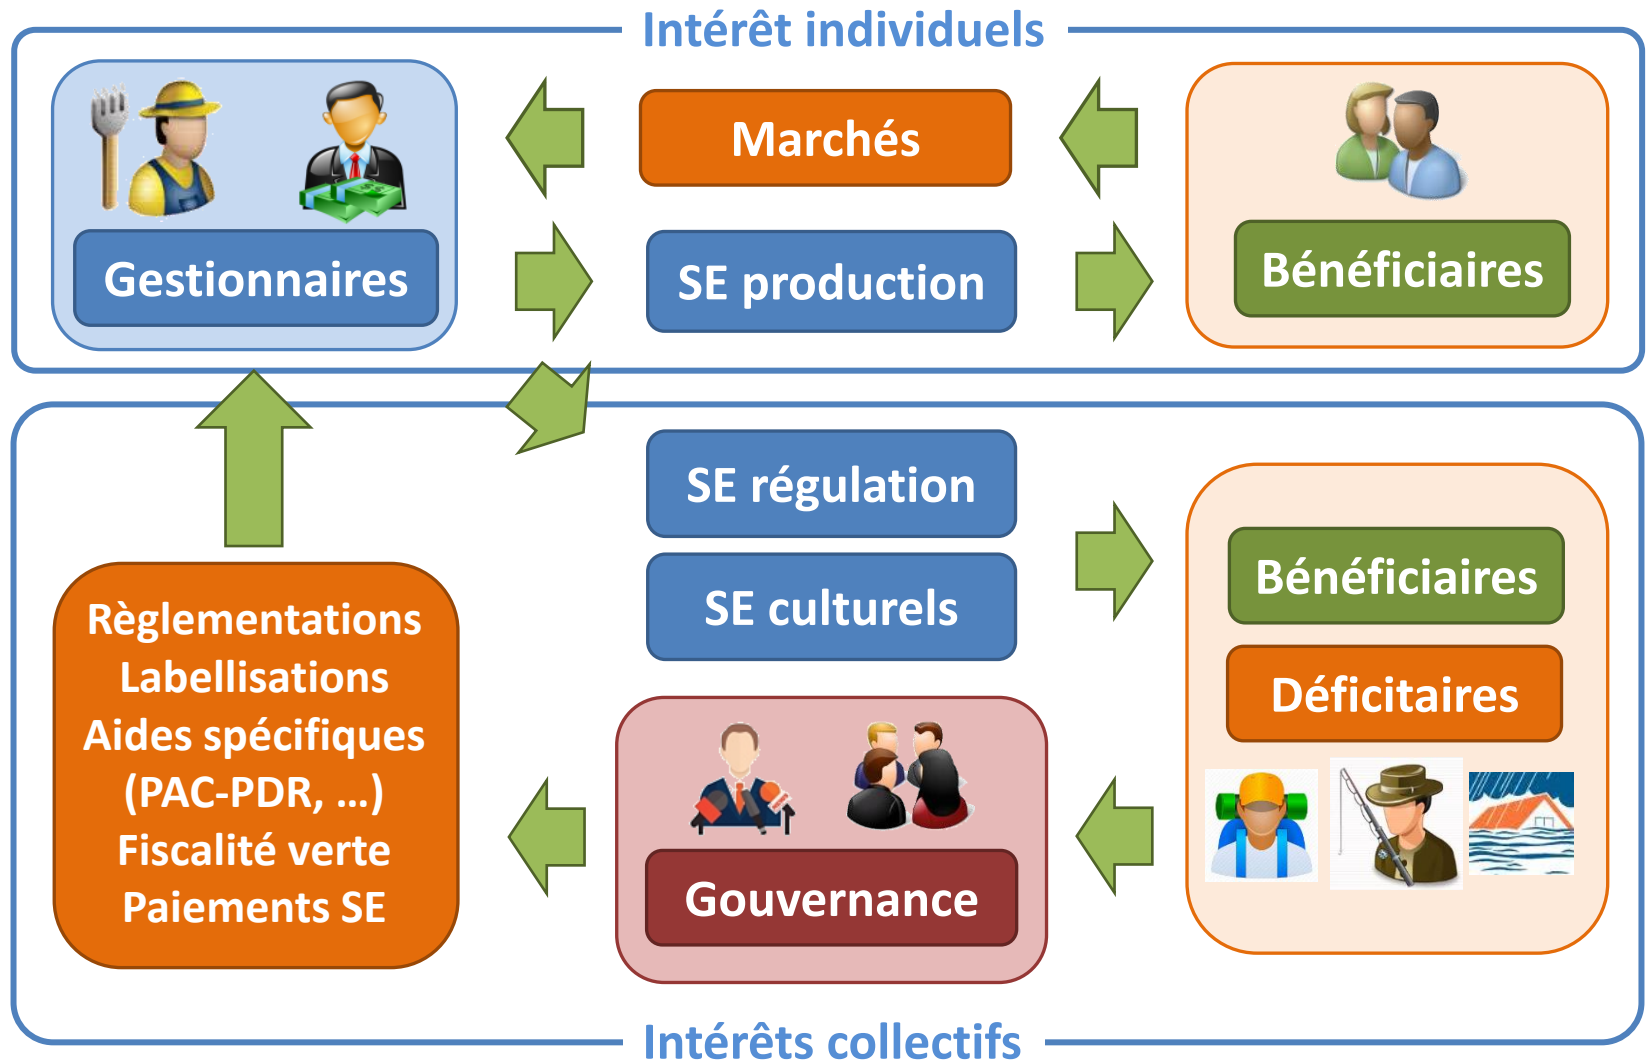 Intérêt individuels
Marchés
Gestionnaires
SE production
Bénéficiaires
SE régulation
SE culturels
Bénéficiaires
Déficitaires
Règlementations
Labellisations
Aides spécifiques
(PAC-PDR, ...)
Fiscalité verte
Paiements SE
Gouvernance
Intérêts collectifs